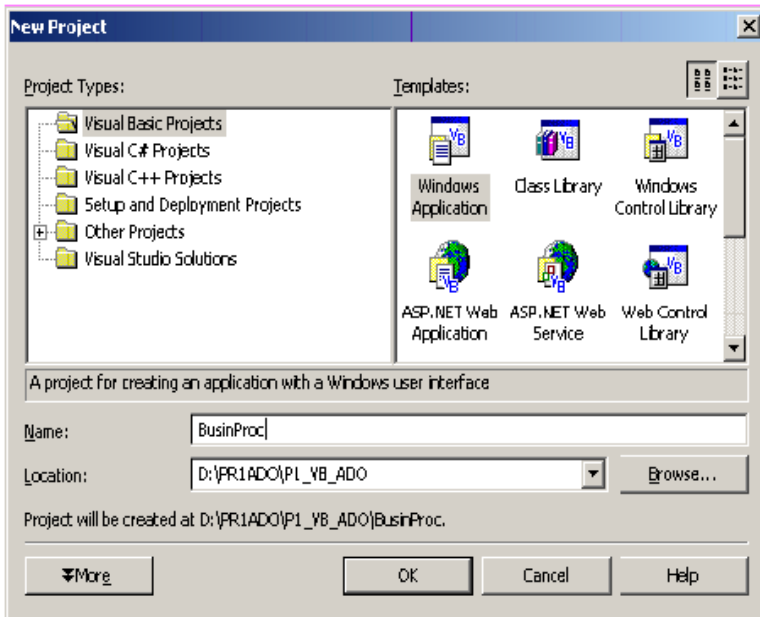 New Project
Project Types:
Templates:
Visual Basic Projects
Visual C# Projects
Visual C++ Projects
Setup and Deployment Projects
Other Projects
Visual Studio Solutions
Windows Application
Class Library
Windows Control Library
ASP.NET Web Application
ASP.NET Web Service
Web Control Library
A project for creating an application with a Windows user interface
Name:
BusinProc
Location:
D:\PR1ADO\P1_VB_ADO
Browse...
Project will be created at D:\PR1ADO\P1_VB_ADO\BusinProc.
More
OK
Cancel
Help